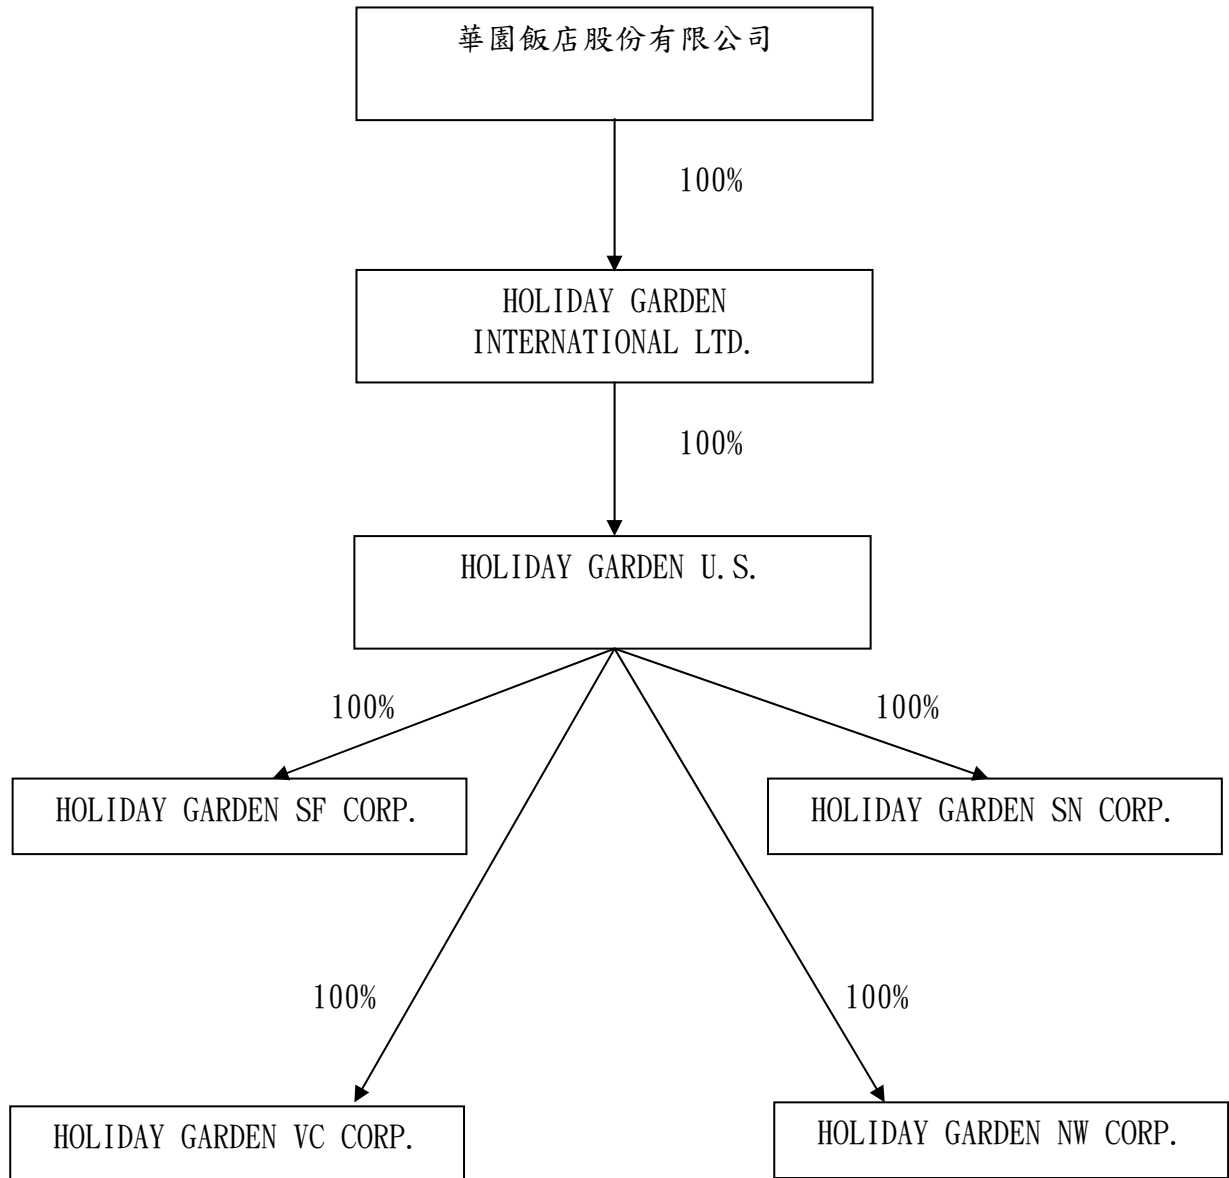 華園飯店股份有限公司
100%
HOLIDAY GARDEN
INTERNATIONAL LTD.
100%
HOLIDAY GARDEN U.S.
100%
100%
HOLIDAY GARDEN SF CORP.
HOLIDAY GARDEN SN CORP.
100%
100%
HOLIDAY GARDEN VC CORP.
HOLIDAY GARDEN NW CORP.